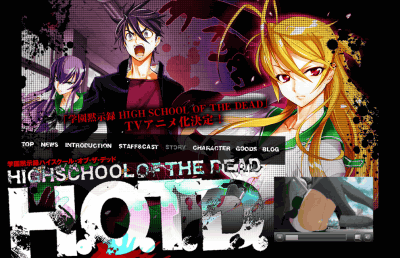 「学園黙示録 HIGH SCHOOL OF THE DEAD」
TVアニメ化決定
TOP NEWS INTRODUCTION STAFF&CAST STORY CHARACTER GOODS BLOG
学園黙示録ハイスクール・オブ・ザ・デッド
HIGHSCHOOL OF THE DEAD
H.O.T.D.